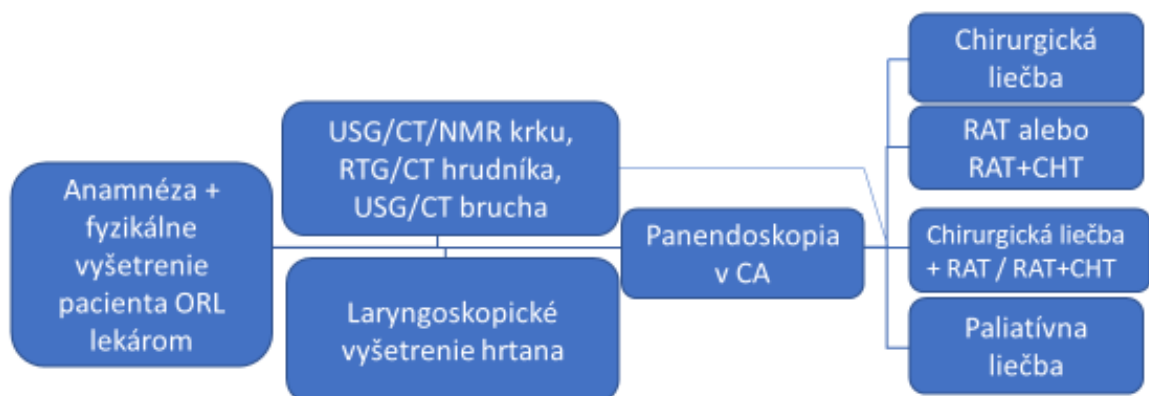 Anamnéza +
fyzikálne
vyšetrenie
pacienta ORL
lekárom
USG/CT/NMR krku,
RTG/CT hrudníka,
USG/CT brucha
Laryngoskopické
vyšetrenie hrtana
Panendoskopia
v CA
Chirurgická
liečba
RAT alebo
RAT+CHT
Chirurgická liečba
+ RAT / RAT+CHT
Paliatívna
liečba